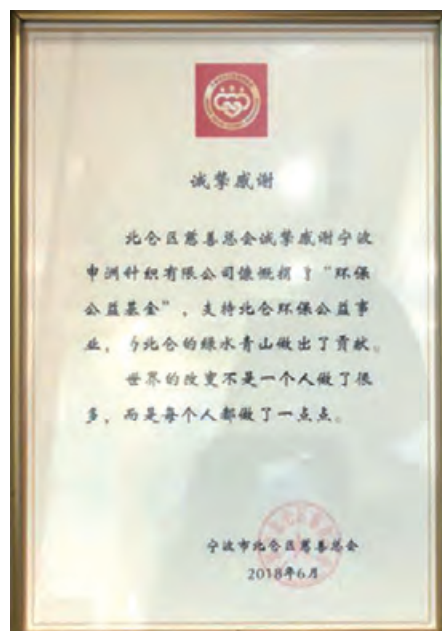 诚挚感谢
北仑区慈善总会诚挚感谢宁波
申洲针织有限公司慷慨捐 “环保
公益基金”，支持北仑环保公益事
业， 为北仑的绿水青山做出了贡献。
世界的改变不是一个人做了很
多，而是每个人都做了一点点。
宁波市北仑区慈善总会
2018年6月